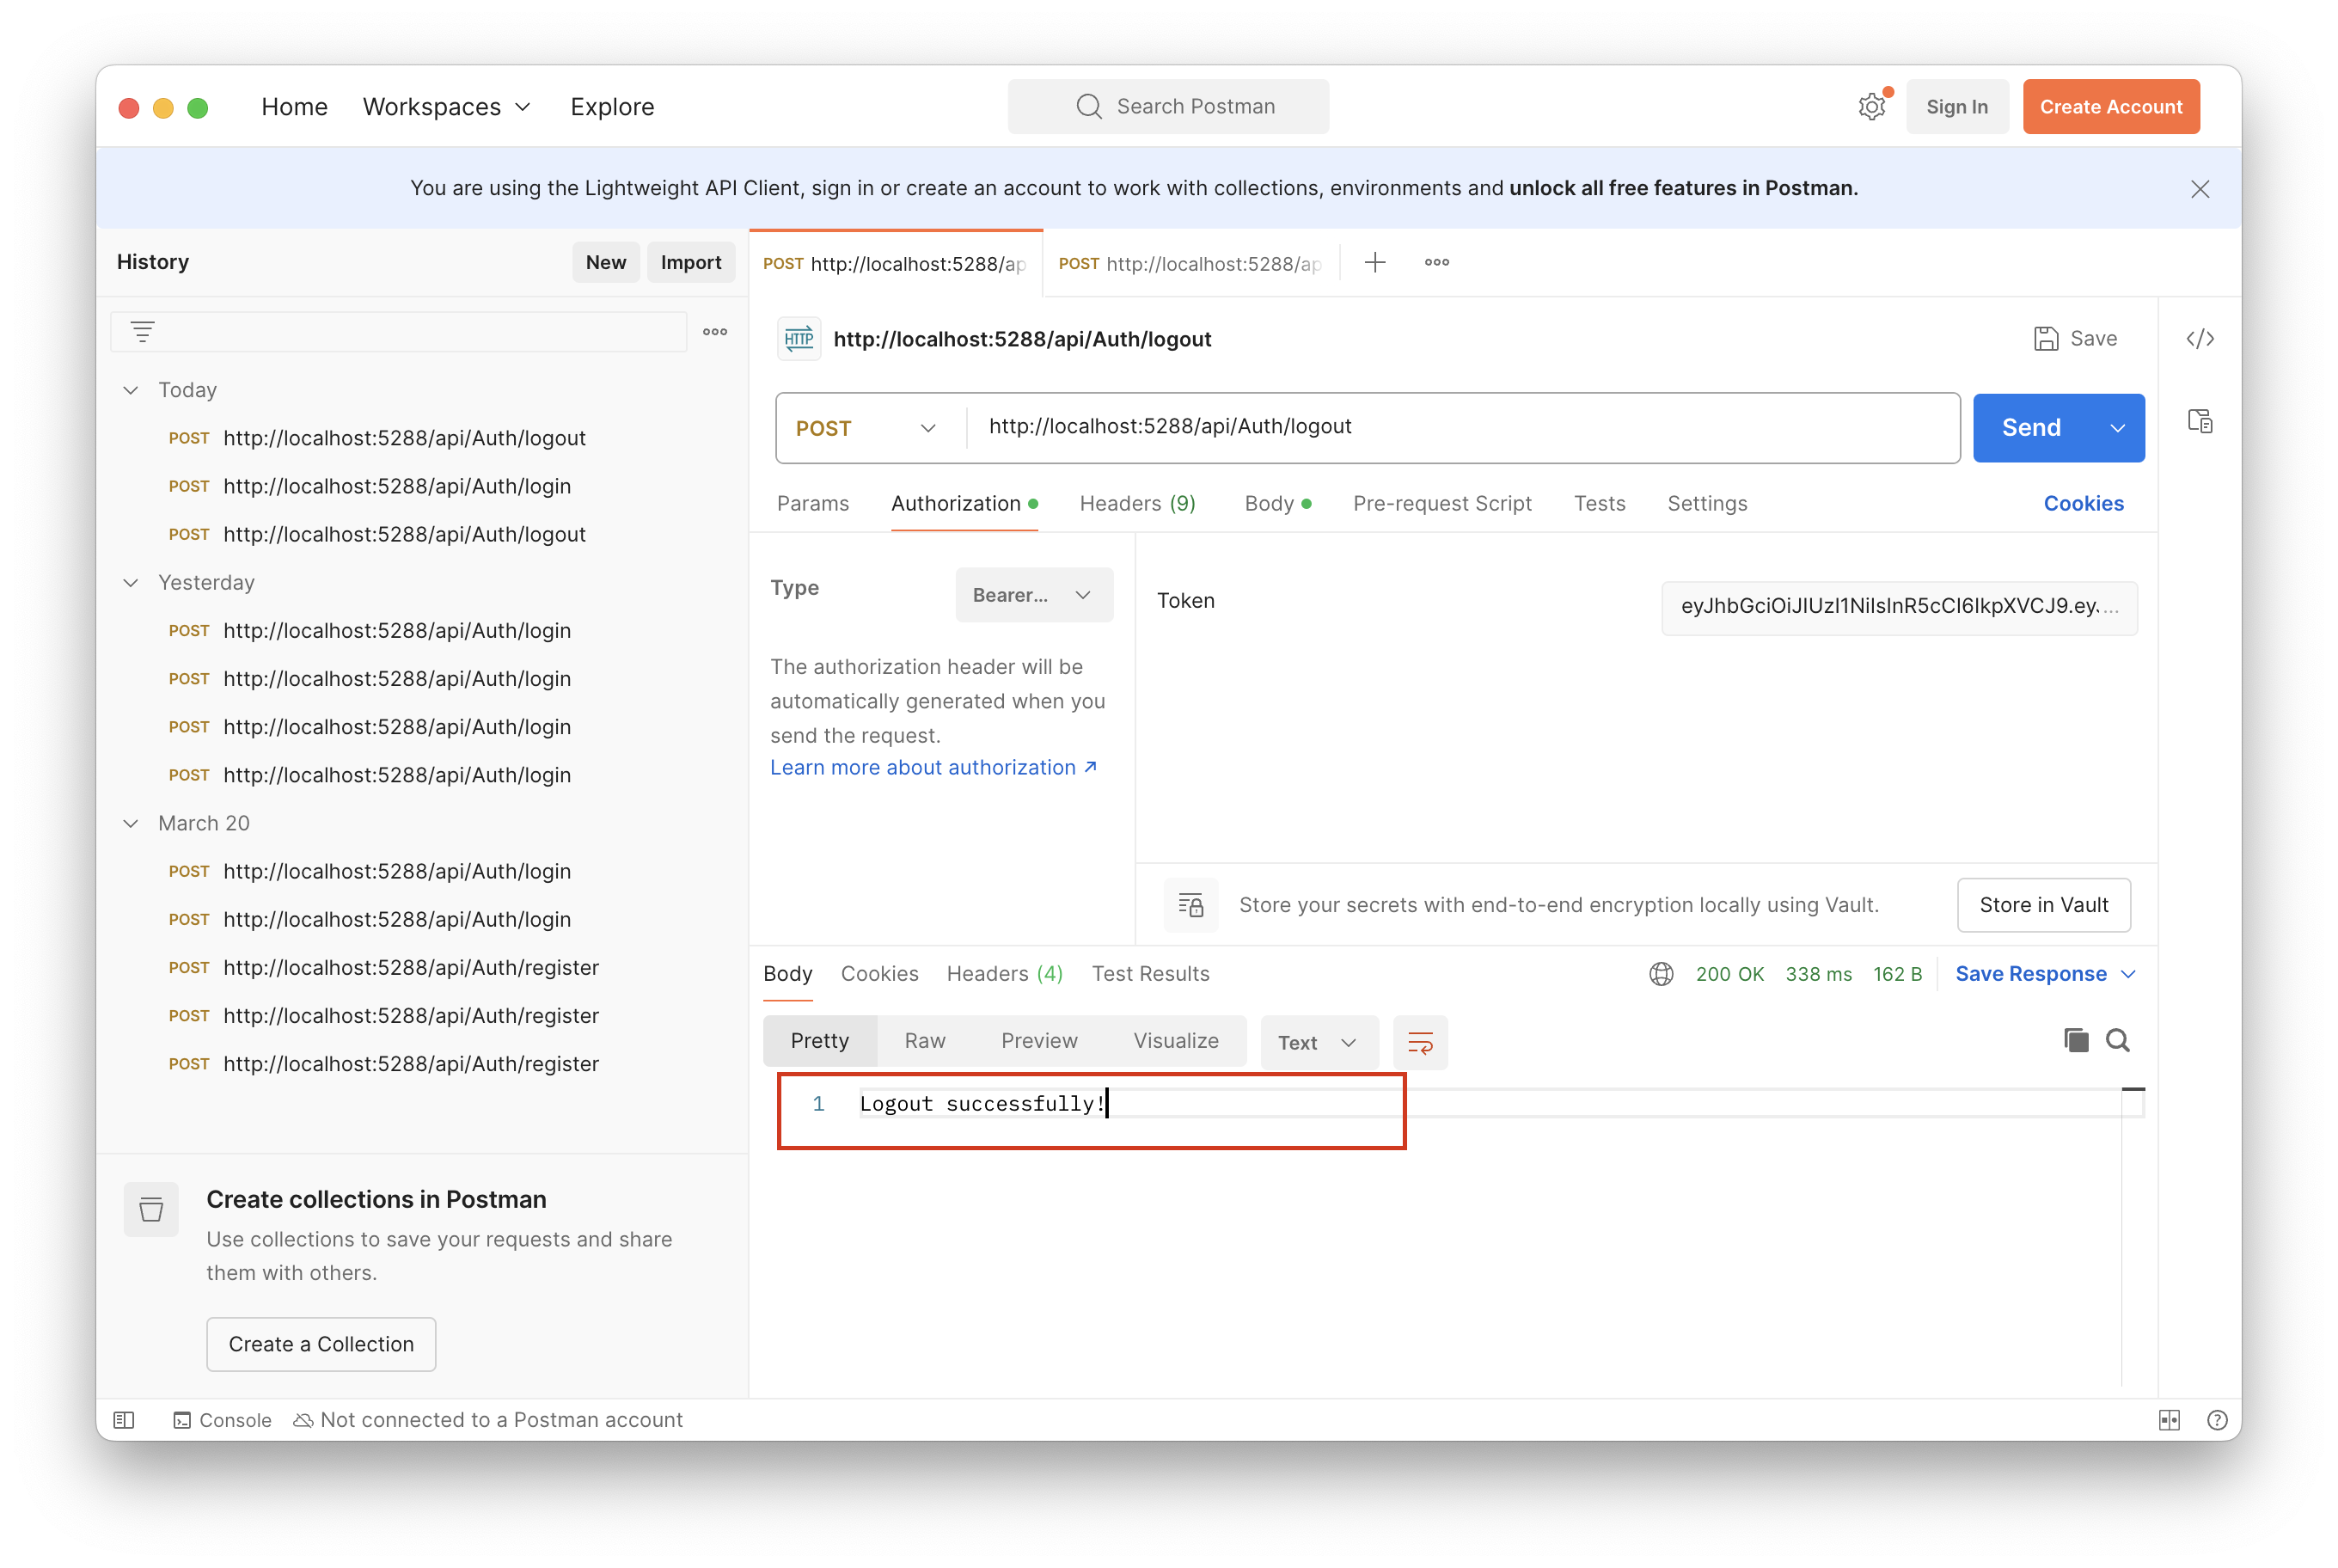 Home Workspaces Explore
Search Postman
Sign In Create Account
You are using the Lightweight API Client, sign in or create an account to work with collections, environments and unlock all free features in Postman.
History New Import
Today
POST http://localhost:5288/api/Auth/logout
POST http://localhost:5288/api/Auth/login
POST http://localhost:5288/api/Auth/logout
Yesterday
POST http://localhost:5288/api/Auth/login
POST http://localhost:5288/api/Auth/login
POST http://localhost:5288/api/Auth/login
POST http://localhost:5288/api/Auth/login
March 20
POST http://localhost:5288/api/Auth/login
POST http://localhost:5288/api/Auth/login
POST http://localhost:5288/api/Auth/register
POST http://localhost:5288/api/Auth/register
POST http://localhost:5288/api/Auth/register
Create collections in Postman
Use collections to save your requests and share
them with others.
Create a Collection
POST http://localhost:5288/ap POST http://localhost:5288/ap
HTTP http://localhost:5288/api/Auth/logout Save
POST http://localhost:5288/api/Auth/logout Send
Params Authorization Headers (9) Body Pre-request Script Tests Settings Cookies
Type Bearer...
The authorization header will be
automatically generated when you
send the request.
Learn more about authorization ↗
Token eyJhbGciOiJIUzI1NiIsInR5cCI6IkpXVCJ9.ey...
Store your secrets with end-to-end encryption locally using Vault. Store in Vault
Body Cookies Headers (4) Test Results 200 OK 338 ms 162 B Save Response
Pretty Raw Preview Visualize Text
1 Logout successfully!
Console Not connected to a Postman account